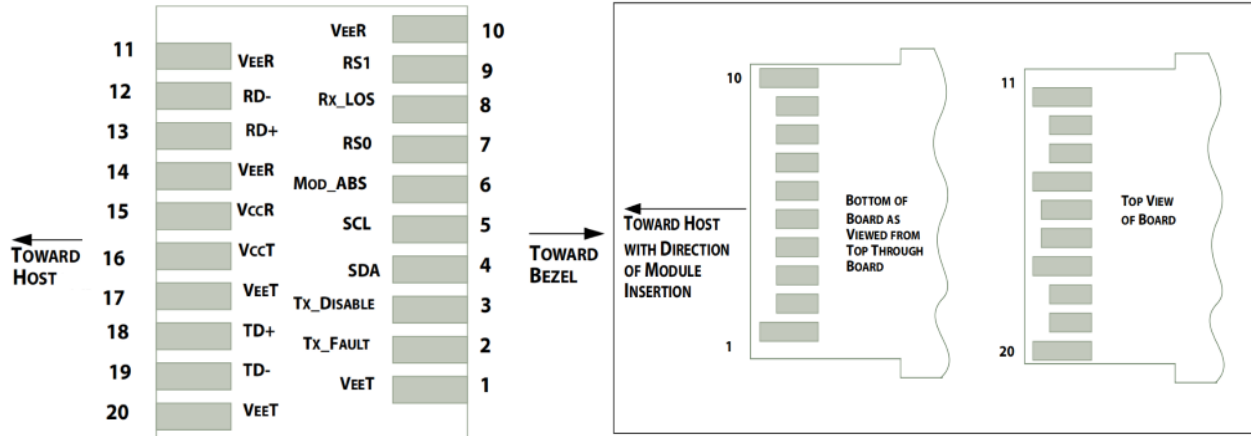 11
VEER
12
RD-
13
RD+
14
VEER
15
VCCR
16
VCCT
17
VEET
18
TD+
19
TD-
20
VEET
TOWARD
HOST
VEER
10
RS1
9
RX_LOS
8
RS0
7
MOD_ABS
6
SCL
5
SDA
4
TX_DISABLE
3
TX_FAULT
2
VEET
1
TOWARD
BEZEL
10
1
TOWARD HOST
WITH DIRECTION
OF MODULE
INSERTION
BOTTOM OF
BOARD AS
VIEWED FROM
TOP THROUGH
BOARD
11
20
TOP VIEW
OF BOARD